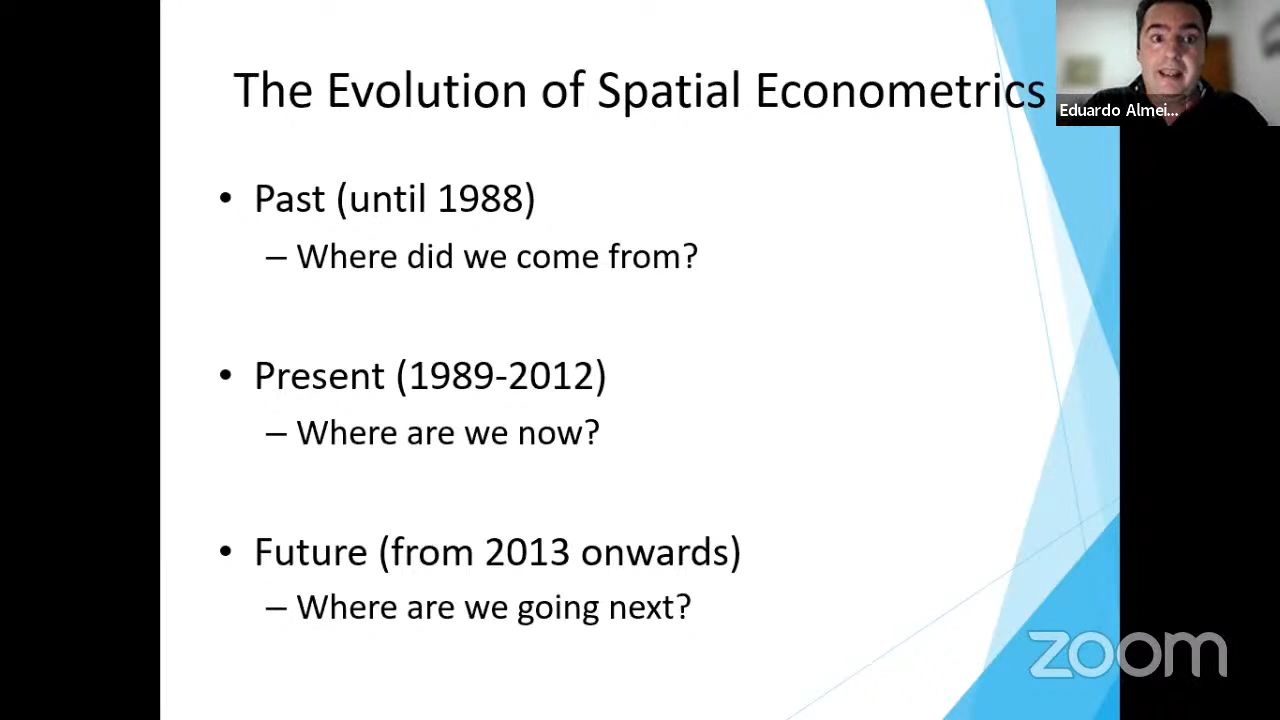 The Evolution of Spatial Econometrics
Eduardo Almei...
• Past (until 1988)
– Where did we come from?
• Present (1989-2012)
– Where are we now?
• Future (from 2013 onwards)
– Where are we going next?
zoom